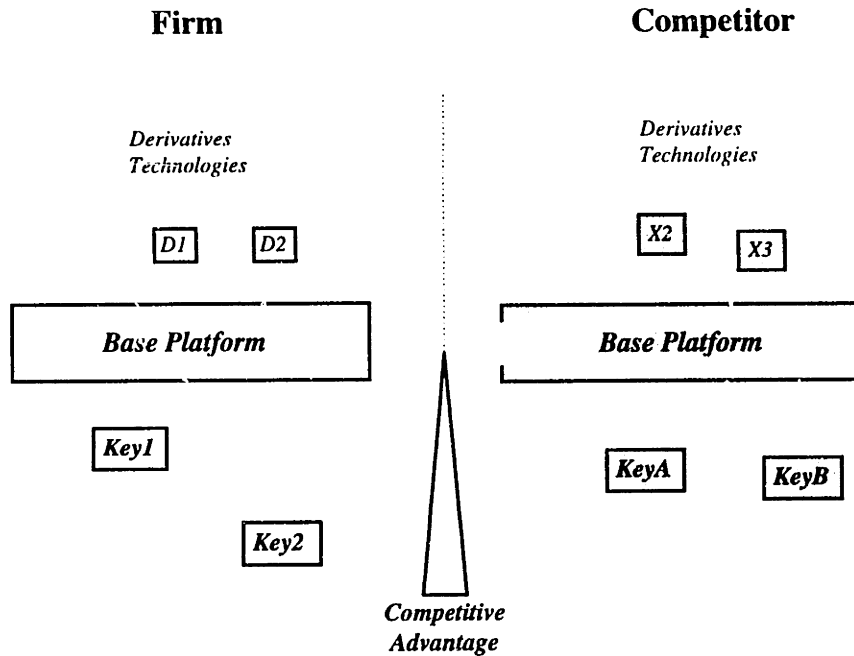 Firm
Competitor
Derivatives
Technologies
Derivatives
Technologies
D1
D2
X2
X3
Base Platform
Base Platform
Key1
KeyA
KeyB
Key2
Competitive
Advantage